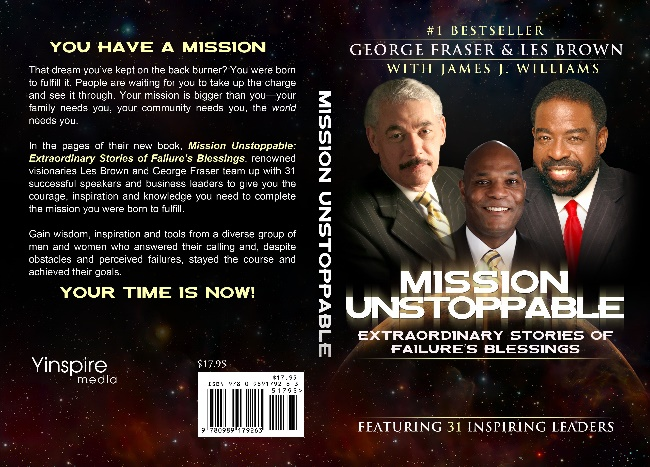 YOU HAVE A MISSION
That dream you've kept on the back burner? You were born
to fulfill it. People are waiting for you to take up the charge
and see it through. Your mission is bigger than you—your
family needs you, your community needs you, the world
needs you.
In the pages of their new book, Mission Unstoppable:
Extraordinary Stories of Failure's Blessings, renowned
visionaries Les Brown and George Fraser team up with 31
successful speakers and business leaders to give you the
courage, inspiration and knowledge you need to complete
the mission you were born to fulfill.
Gain wisdom, inspiration and tools from a diverse group of
men and women who answered their calling and, despite
obstacles and perceived failures, stayed the course and
achieved their goals.
YOUR TIME IS NOW!
Yinspire
media
$17.95
$17.95
51795>
MISSION UNSTOPPABLE
#1 BESTSELLER
GEORGE FRASER & LES BROWN
WITH JAMES J. WILLIAMS
MISSION
UNSTOPPABLE
EXTRAORDINARY STORIES OF
FAILURE'S BLESSINGS
FEATURING 31 INSPIRING LEADERS